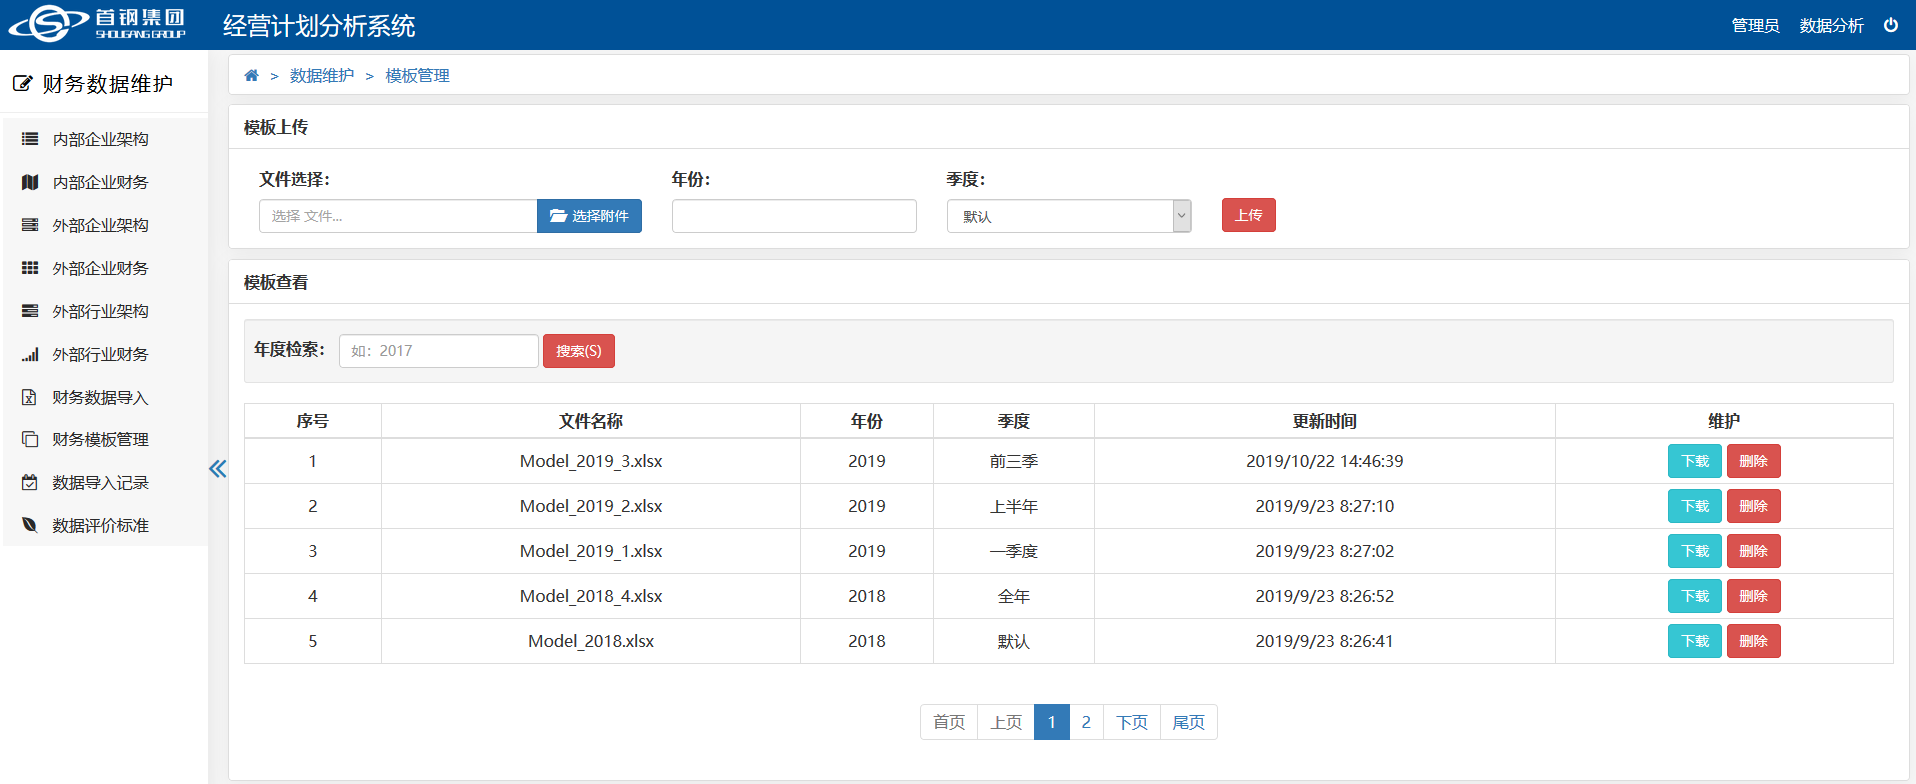 首钢集团
SHOUGANG GROUP
经营计划分析系统
管理员 数据分析
财务数据维护
内部企业架构
内部企业财务
外部企业架构
外部企业财务
外部行业架构
外部行业财务
财务数据导入
财务模板管理
数据导入记录
数据评价标准
> 数据维护 > 模板管理
模板上传
文件选择： 年份： 季度：
选择 文件... 选择附件 默认 上传
模板查看
年度检索： 如：2017 搜索(S)
序号 文件名称 年份 季度 更新时间 维护
1 Model_2019_3.xlsx 2019 前三季 2019/10/22 14:46:39 下载 删除
2 Model_2019_2.xlsx 2019 上半年 2019/9/23 8:27:10 下载 删除
3 Model_2019_1.xlsx 2019 一季度 2019/9/23 8:27:02 下载 删除
4 Model_2018_4.xlsx 2018 全年 2019/9/23 8:26:52 下载 删除
5 Model_2018.xlsx 2018 默认 2019/9/23 8:26:41 下载 删除
首页 上页 1 2 下页 尾页